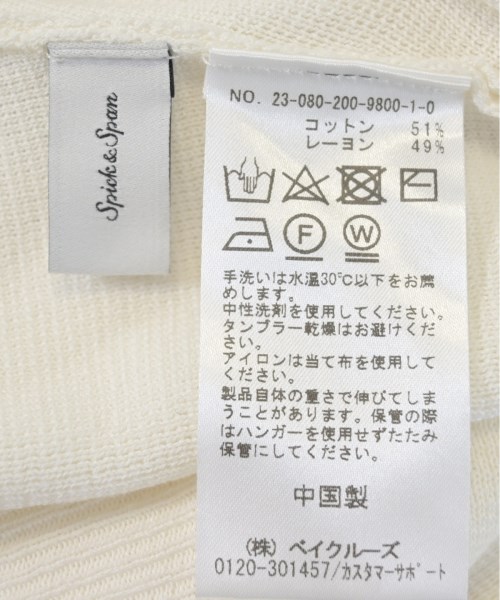 Spick & Span
NO. 23-080-200-9800-1-0
コットン 51%
レーヨン 49%
F W
手洗いは水温30℃以下をお薦
めします。
中性洗剤を使用してください。
タンブラー乾燥はお避けくだ
さい。
アイロンは当て布を使用して
ください。
製品自体の重さで伸びてしま
うことがあります。保管の際
はハンガーを使用せずたたみ
保管にしてください。
中国製
(株) ベイクルーズ
0120-301457/カスタマーサポート